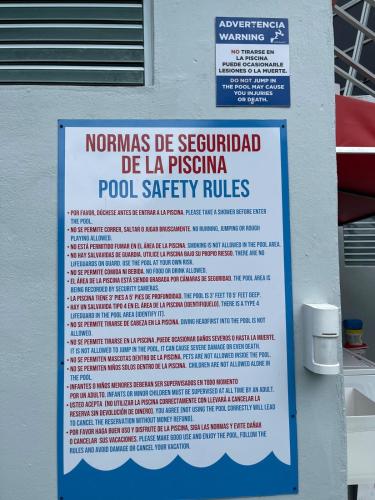 ADVERTENCIA
WARNING
NO TIRARSE EN
LA PISCINA
PUEDE OCASIONARLE
LESIONES O LA MUERTE.
DO NOT JUMP IN
THE POOL MAY CAUSE
YOU INJURIES
OR DEATH.
NORMAS DE SEGURIDAD
DE LA PISCINA
POOL SAFETY RULES
• POR FAVOR, DÚCHESE ANTES DE ENTRAR A LA PISCINA. PLEASE TAKE A SHOWER BEFORE ENTER
THE POOL.
• NO SE PERMITE CORRER, SALTAR O JUGAR BRUSCAMENTE. NO RUNNING, JUMPING OR ROUGH
PLAYING ALLOWED.
• NO ESTÁ PERMITIDO FUMAR EN EL ÁREA DE LA PISCINA. SMOKING IS NOT ALLOWED IN THE POOL AREA.
• NO HAY SALVAVIDAS DE GUARDIA. UTILICE LA PISCINA BAJO SU PROPIO RIESGO. THERE ARE NO
LIFEGUARDS ON GUARD. USE THE POOL AT YOUR OWN RISK.
• NO SE PERMITE COMIDA NI BEBIDA. NO FOOD OR DRINK ALLOWED.
• EL ÁREA DE LA PISCINA ESTÁ SIENDO GRABADA POR CÁMARAS DE SEGURIDAD. THE POOL AREA IS
BEING RECORDED BY SECURITY CAMERAS.
• LA PISCINA TIENE 3' PIES A 5' PIES DE PROFUNDIDAD. THE POOL IS 3' FEET TO 5' FEET DEEP.
• HAY UN SALVAVIDA TIPO 4 EN EL ÁREA DE LA PISCINA (IDENTIFIQUELO). THERE IS A TYPE 4
LIFEGUARD IN THE POOL AREA (IDENTIFY IT).
• NO SE PERMITE TIRARSE DE CABEZA EN LA PISCINA. DIVING HEADFIRST INTO THE POOL IS NOT
ALLOWED.
• NO SE PERMITE TIRARSE EN LA PISCINA ,PUEDE OCASIONAR DAÑOS SEVEROS O HASTA LA MUERTE.
IT IS NOT ALLOWED TO JUMP IN THE POOL, IT CAN CAUSE SEVERE DAMAGE OR EVEN DEATH.
• NO SE PERMITEN MASCOTAS DENTRO DE LA PISCINA. PETS ARE NOT ALLOWED INSIDE THE POOL.
• NO SE PERMITEN NIÑOS SOLOS DENTRO DE LA PISCINA. CHILDREN ARE NOT ALLOWED ALONE IN
THE POOL.
• INFANTES O NIÑOS MENORES DEBERAN SER SUPERVISADOS EN TODO MOMENTO
POR UN ADULTO. INFANTS OR MINOR CHILDREN MUST BE SUPERVISED AT ALL TIME BY AN ADULT.
• USTED ACEPTA (NO UTILIZAR LA PISCINA CORRECTAMENTE CON LLEVARÁ A CANCELAR LA
RESERVA SIN DEVOLUCIÓN DE DINERO). YOU AGREE (NOT USING THE POOL CORRECTLY WILL LEAD
TO CANCEL THE RESERVATION WITHOUT MONEY REFUND).
• POR FAVOR HAGA BUEN USO Y DISFRUTE DE LA PISCINA, SIGA LAS NORMAS Y EVITE DAÑAR
O CANCELAR SUS VACACIONES. PLEASE MAKE GOOD USE AND ENJOY THE POOL, FOLLOW THE
RULES AND AVOID DAMAGE OR CANCEL YOUR VACATION.